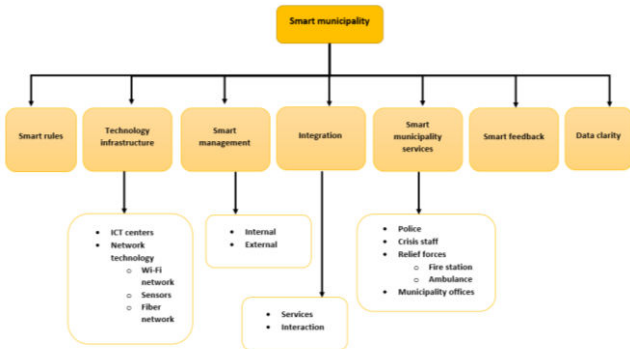 Smart municipality
Smart rules
Technology
infrastructure
Smart
management
Integration
Smart
municipality
services
Smart feedback
Data clarity
• ICT centers
• Network
technology
o Wi-Fi
network
o Sensors
o Fiber
network
• Internal
• External
• Services
• Interaction
• Police
• Crisis staff
• Relief forces
o Fire station
o Ambulance
• Municipality offices